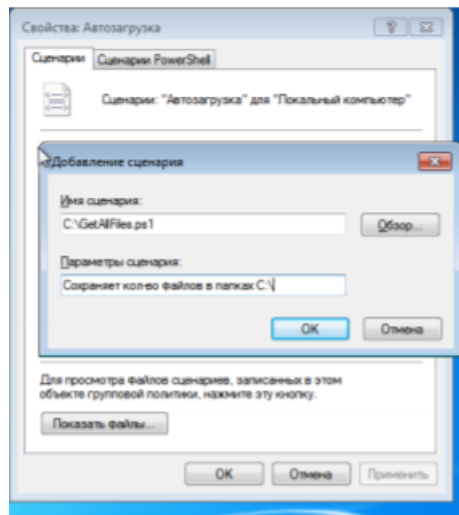 Свойства: Автозагрузка
Сценарии
Сценарии PowerShell
Сценарии: "Автозагрузка" для "Локальный компьютер"
Добавление сценария
Имя сценария:
C:\GetAllFiles.ps1
Обзор...
Параметры сценария:
Сохраняет кол-во файлов в папках C:\
ОК
Отмена
Для просмотра файлов сценариев, записанных в этом
объекте групповой политики, нажмите эту кнопку.
Показать файлы...
ОК
Отмена
Применить